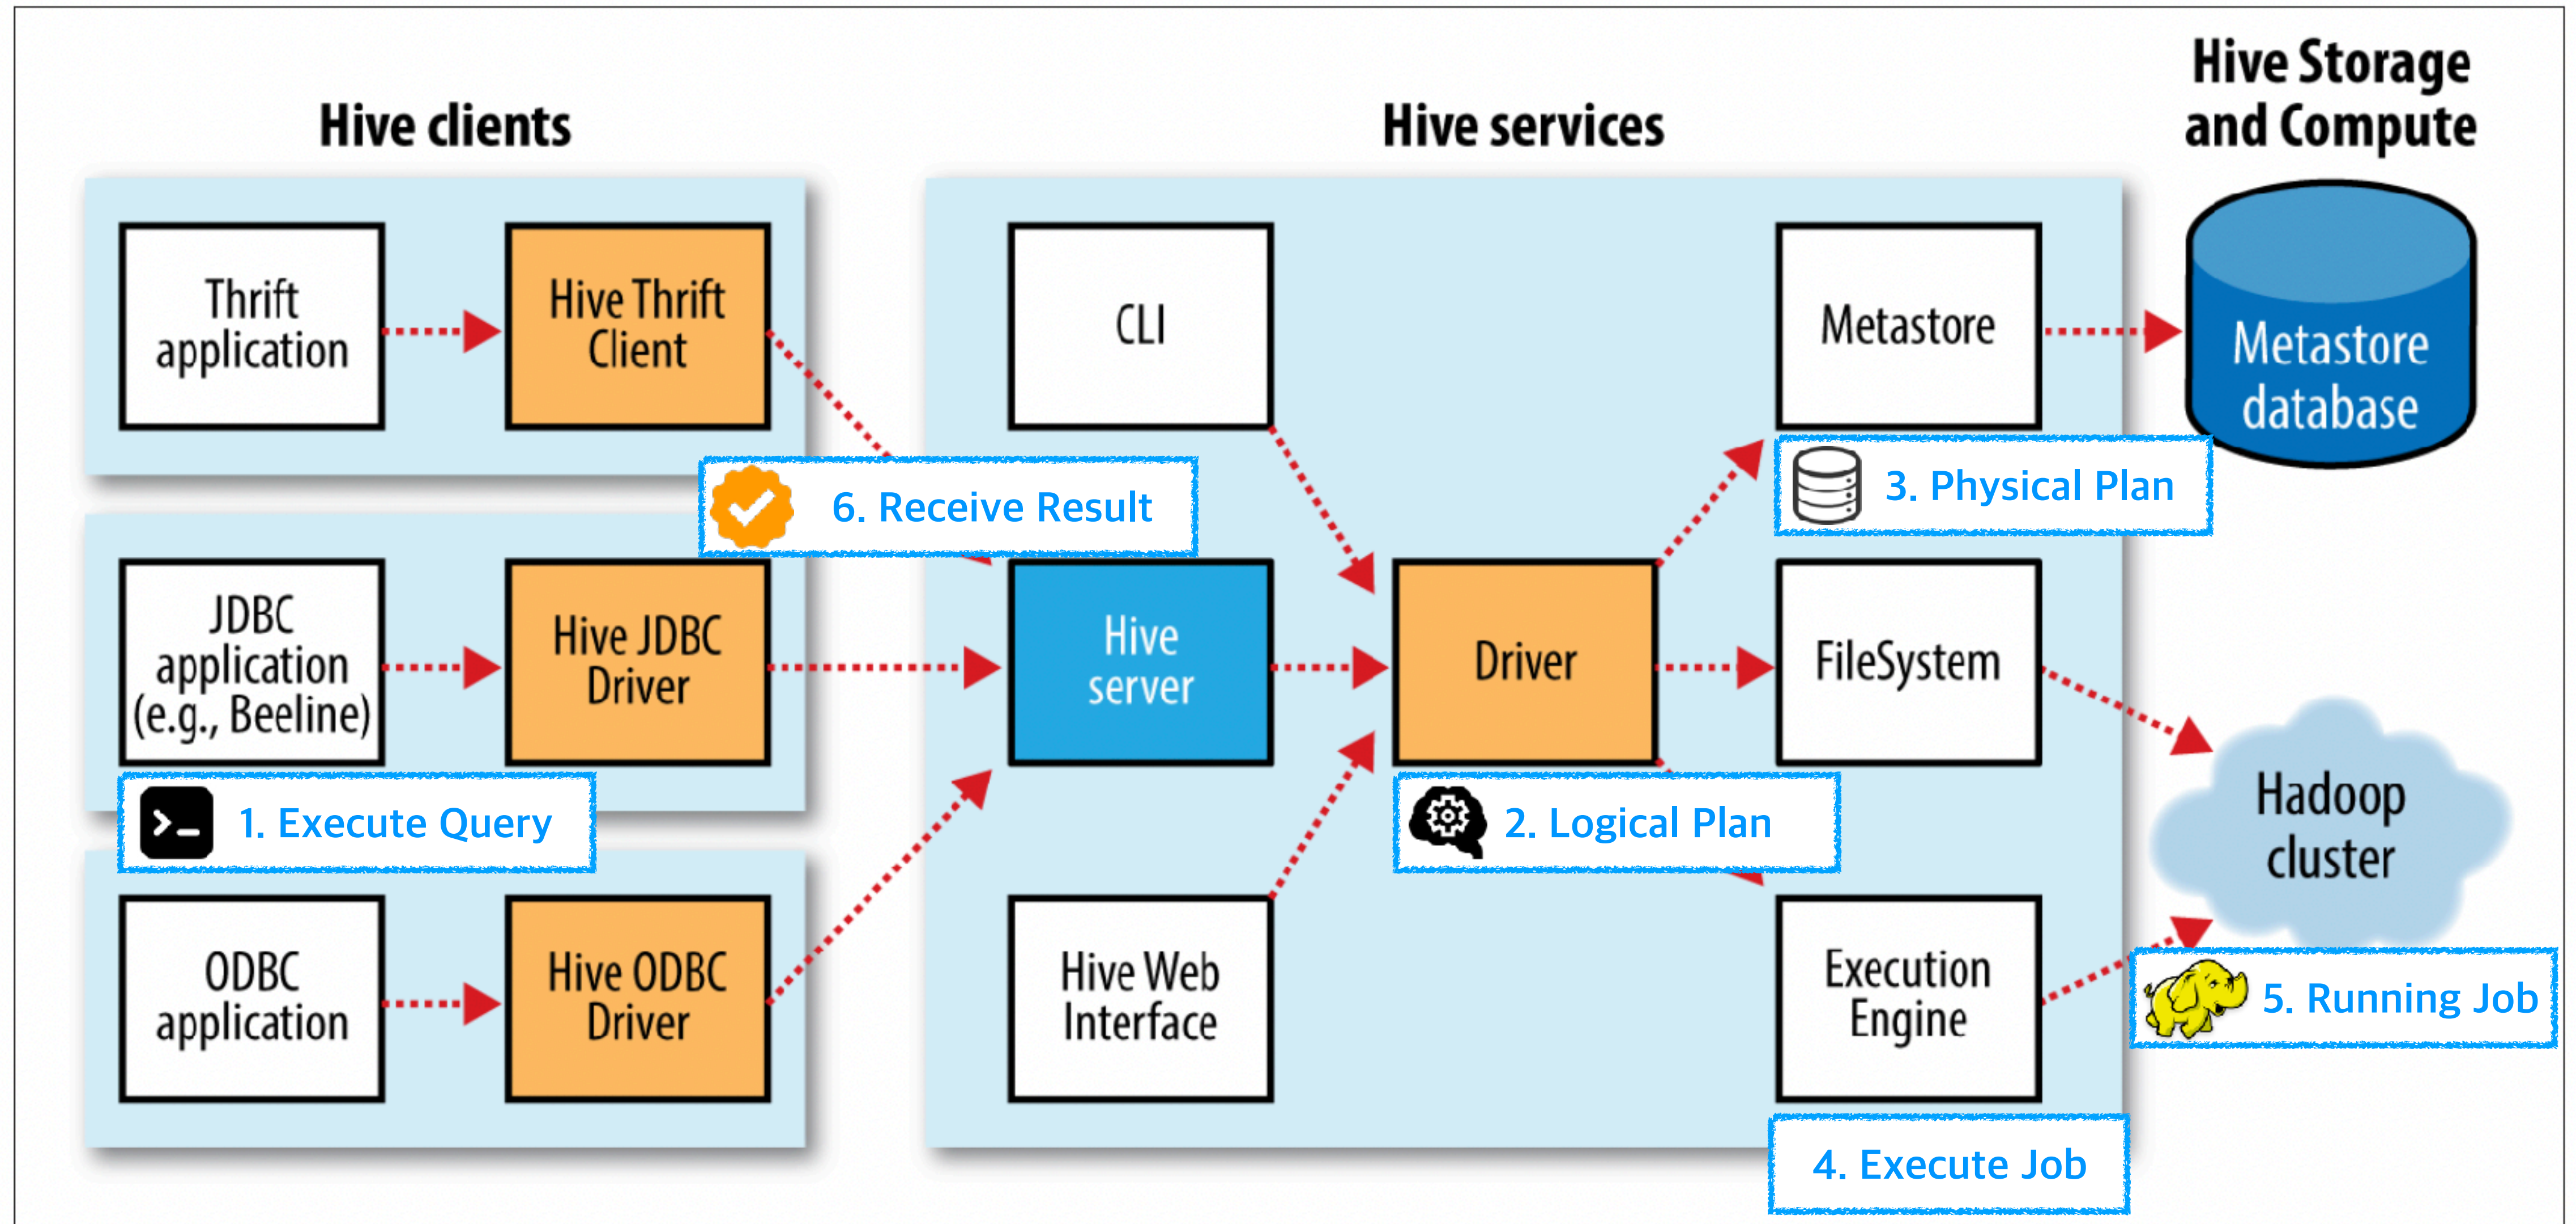 Hive clients
Hive services
Hive Storage
and Compute
Thrift
application
Hive Thrift
Client
CLI
Metastore
Metastore
database
6. Receive Result
3. Physical Plan
JDBC
application
(e.g., Beeline)
Hive JDBC
Driver
Hive
server
Driver
FileSystem
Hadoop
cluster
1. Execute Query
2. Logical Plan
ODBC
application
Hive ODBC
Driver
Hive Web
Interface
Execution
Engine
5. Running Job
4. Execute Job